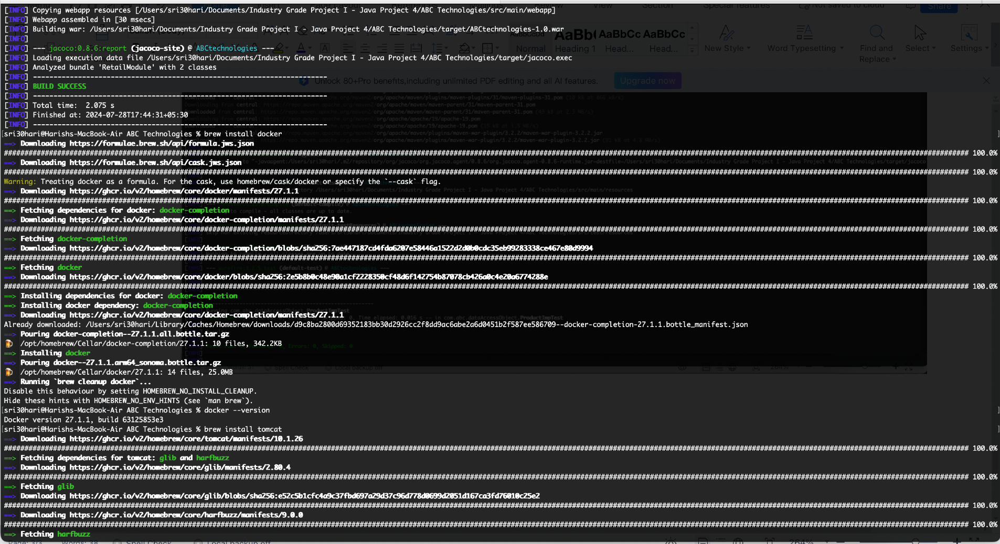 [INFO] Copying webapp resources [/Users/sri30hari/Documents/Industry Grade Project I - Java Project 4/ABC Technologies/src/main/webapp]
[INFO] Webapp assembled in [30 msecs]
[INFO] Building war: /Users/sri30hari/Documents/Industry Grade Project I - Java Project 4/ABC Technologies/target/ABCtechnologies-1.0.war
[INFO]
[INFO] --- jacoco:0.8.6:report (jacoco-site) @ ABCtechnologies ---
[INFO] Loading execution data file /Users/sri30hari/Documents/Industry Grade Project I - Java Project 4/ABC Technologies/target/jacoco.exec
[INFO] Analyzed bundle 'RetailModule' with 2 classes
[INFO] ------------------------------------------------------------------------
[INFO] BUILD SUCCESS
[INFO] ------------------------------------------------------------------------
[INFO] Total time:  2.075 s
[INFO] Finished at: 2024-07-28T17:44:31+05:30
[INFO] ------------------------------------------------------------------------
[sri30hari@Harishs-MacBook-Air ABC Technologies % brew install docker ]
==> Downloading https://formulae.brew.sh/api/formula.jws.json
100.0%
==> Downloading https://formulae.brew.sh/api/cask.jws.json
100.0%
Warning: Treating docker as a formula. For the cask, use homebrew/cask/docker or specify the `--cask` flag.
==> Downloading https://ghcr.io/v2/homebrew/core/docker/manifests/27.1.1
100.0%
==> Fetching dependencies for docker: docker-completion
==> Downloading https://ghcr.io/v2/homebrew/core/docker-completion/manifests/27.1.1
100.0%
==> Fetching docker-completion
==> Downloading https://ghcr.io/v2/homebrew/core/docker-completion/blobs/sha256:7ae447187cd4fda6207e58446a1522d2d0b0cdc35eb99283338ce467e80d9994
100.0%
==> Fetching docker
==> Downloading https://ghcr.io/v2/homebrew/core/docker/blobs/sha256:2e5b8b0c48e90a1cf2228350cf48d6f142754b87078cb426a0c4e20a6774288e
100.0%
==> Installing dependencies for docker: docker-completion
==> Installing docker dependency: docker-completion
==> Downloading https://ghcr.io/v2/homebrew/core/docker-completion/manifests/27.1.1
Already downloaded: /Users/sri30hari/Library/Caches/Homebrew/downloads/d9c8ba2800d69352183bb30d2926cc2f8dd9ac6abe2a6d0451b2f587ee586709--docker-completion-27.1.1.bottle_manifest.json
==> Pouring docker-completion--27.1.1.all.bottle.tar.gz
🍺 /opt/homebrew/Cellar/docker-completion/27.1.1: 10 files, 342.2KB
==> Installing docker
==> Pouring docker--27.1.1.arm64_sonoma.bottle.tar.gz
🍺 /opt/homebrew/Cellar/docker/27.1.1: 14 files, 25.0MB
==> Running `brew cleanup docker`...
Disable this behaviour by setting HOMEBREW_NO_INSTALL_CLEANUP.
Hide these hints with HOMEBREW_NO_ENV_HINTS (see `man brew`).
[sri30hari@Harishs-MacBook-Air ABC Technologies % docker --version ]
Docker version 27.1.1, build 63125853e3
[sri30hari@Harishs-MacBook-Air ABC Technologies % brew install tomcat ]
==> Downloading https://ghcr.io/v2/homebrew/core/tomcat/manifests/10.1.26
100.0%
==> Fetching dependencies for tomcat: glib and harfbuzz
==> Downloading https://ghcr.io/v2/homebrew/core/glib/manifests/2.80.4
100.0%
==> Fetching glib
==> Downloading https://ghcr.io/v2/homebrew/core/glib/blobs/sha256:e52c5b1cfc4a9c37fbd697a29d37c96d778d0699d2051d167ca3fd76010c25e2
100.0%
==> Downloading https://ghcr.io/v2/homebrew/core/harfbuzz/manifests/9.0.0
100.0%
==> Fetching harfbuzz
Not saved to cloud
Share
Normal
Heading 1
Head...
Head...
New Style
Word Typesetting
Find and Replace
Select
Settings
Unlock 80+Pro benefits,including unlimited PDF editing and all AI features.
Upgrade now
Spell Check
Local backup off
264%